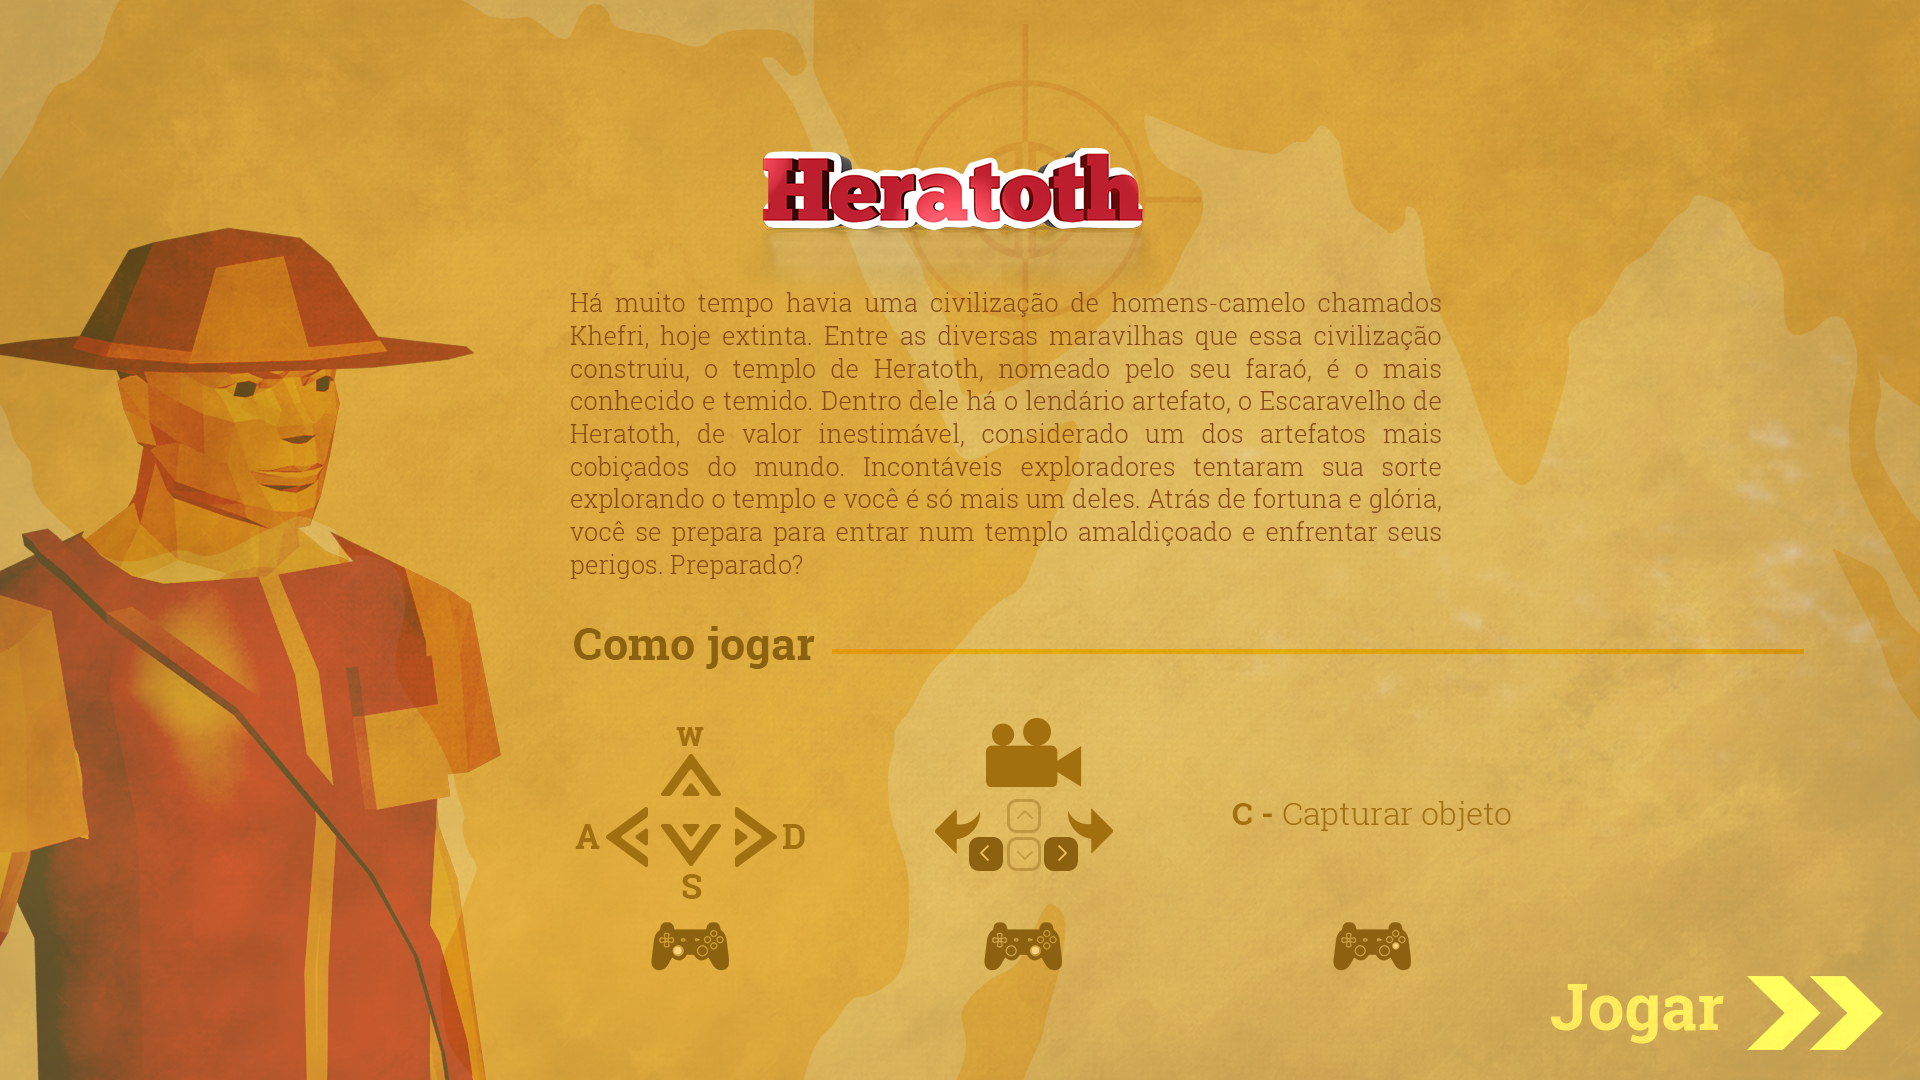 Heratoth
Há muito tempo havia uma civilização de homens-camelo chamados
Khefri, hoje extinta. Entre as diversas maravilhas que essa civilização
construiu, o templo de Heratoth, nomeado pelo seu faraó, é o mais
conhecido e temido. Dentro dele há o lendário artefato, o Escaravelho de
Heratoth, de valor inestimável, considerado um dos artefatos mais
cobiçados do mundo. Incontáveis exploradores tentaram sua sorte
explorando o templo e você é só mais um deles. Atrás de fortuna e glória,
você se prepara para entrar num templo amaldiçoado e enfrentar seus
perigos. Preparado?
Como jogar
W
A
D
S
C - Capturar objeto
Jogar